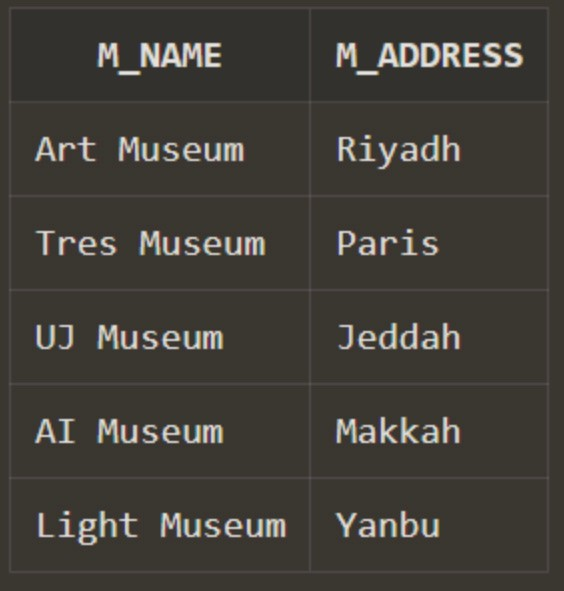 M_NAME M_ADDRESS
Art Museum Riyadh
Tres Museum Paris
UJ Museum Jeddah
AI Museum Makkah
Light Museum Yanbu